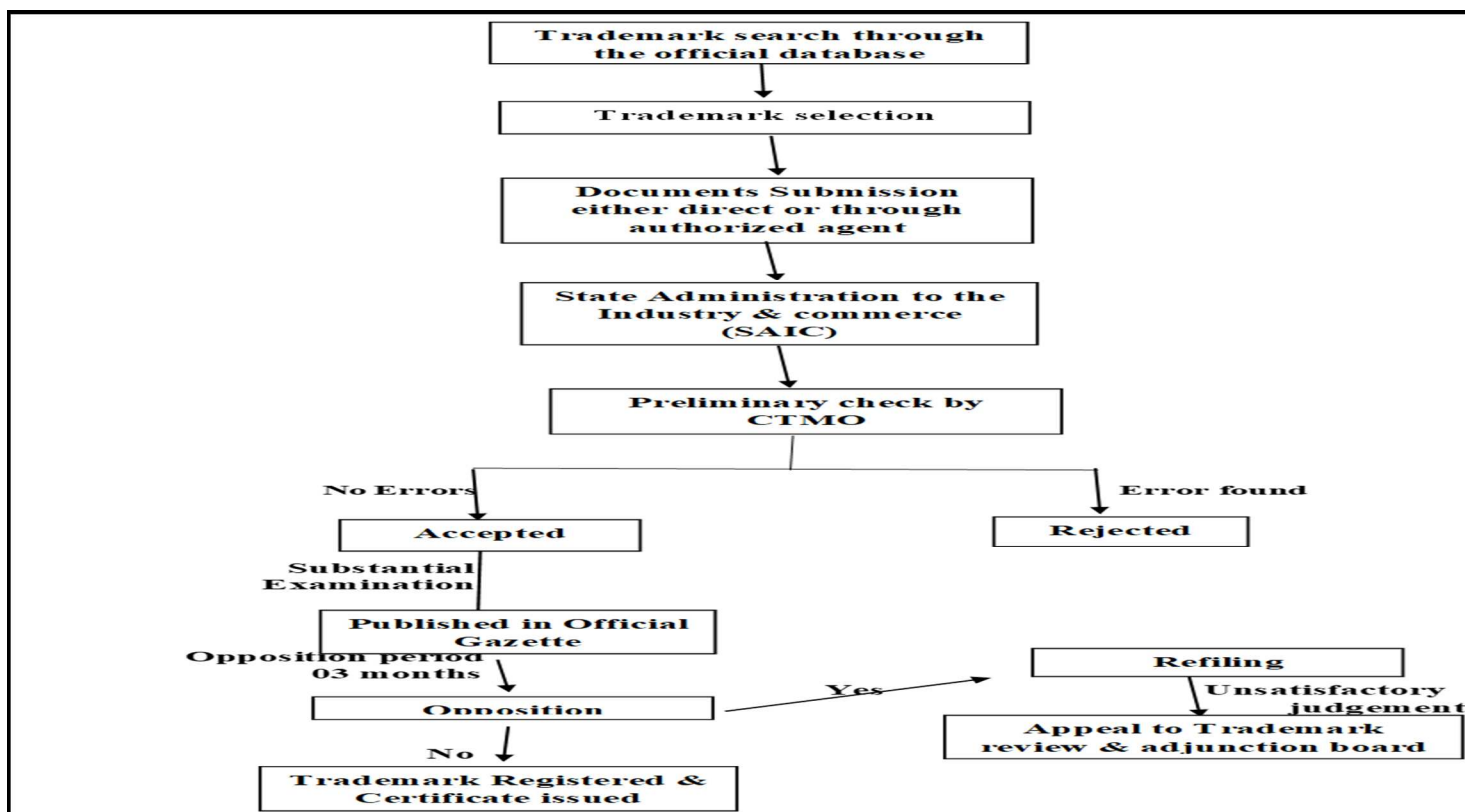 Trademark search through
the official database
Trademark selection
Documents Submission
either direct or through
authorized agent
State Administration to the
Industry & commerce
(SAIC)
Preliminary check by
CTMO
No Errors
Error found
Accepted
Rejected
Substantial
Examination
Published in Official
Gazette
Opposition period
03 months
Refiling
Yes
Unsatisfactory
judgement
Opposition
Appeal to Trademark
review & adjunction board
No
Trademark Registered &
Certificate issued